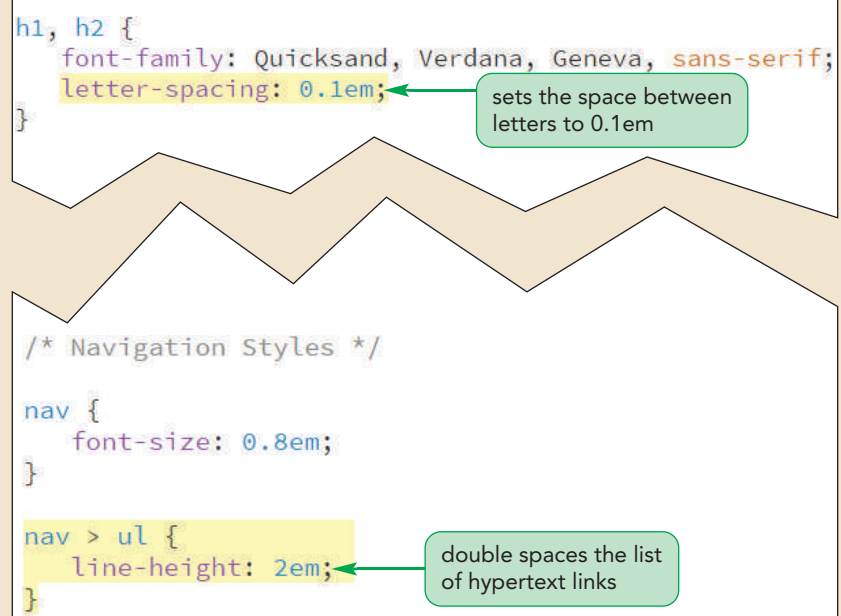 h1, h2 {
font-family: Quicksand, Verdana, Geneva, sans-serif;
letter-spacing: 0.1em;
sets the space between
letters to 0.1em
}
/* Navigation Styles */
nav {
font-size: 0.8em;
}
nav > ul {
line-height: 2em;
double spaces the list
of hypertext links
}